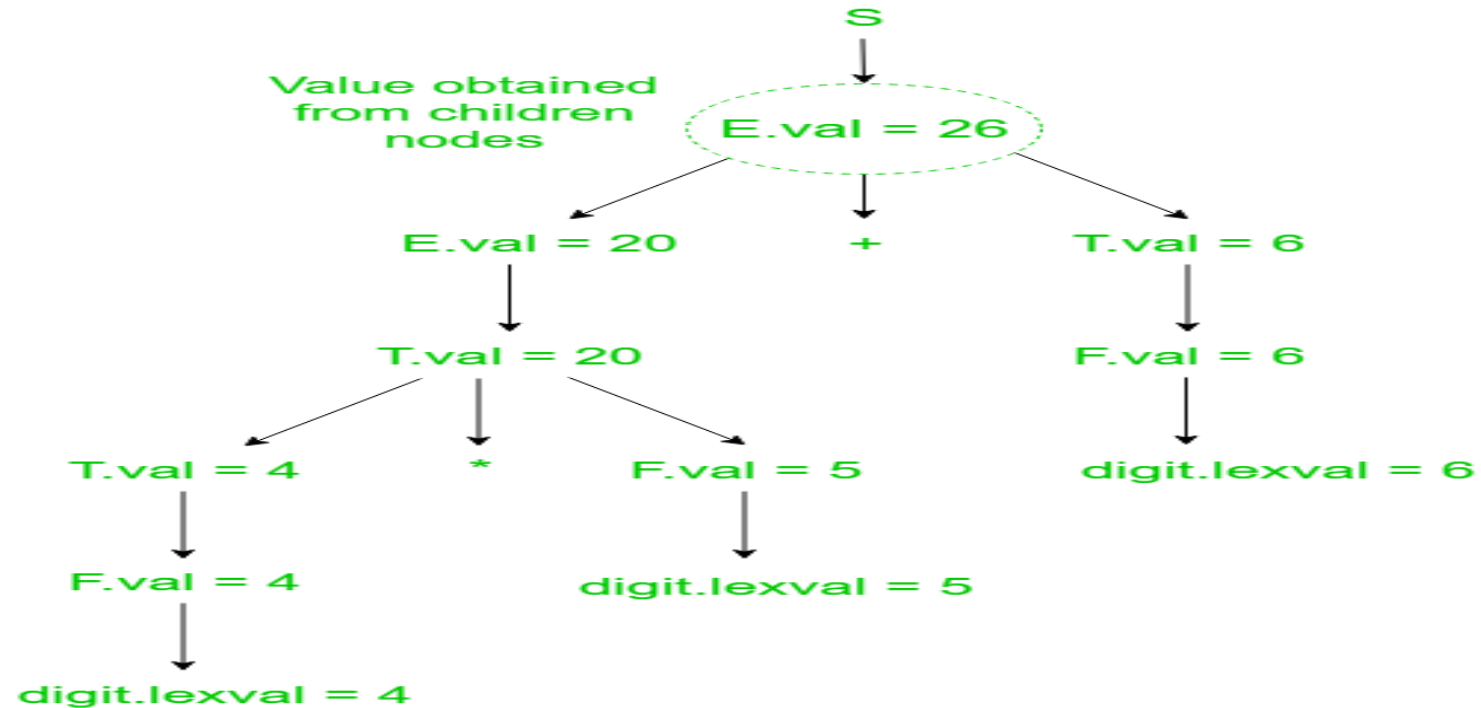 S
Value obtained
from children
nodes
E.val = 26
E.val = 20
+
T.val = 6
T.val = 20
F.val = 6
T.val = 4
*
F.val = 5
digit.lexval = 6
F.val = 4
digit.lexval = 5
digit.lexval = 4